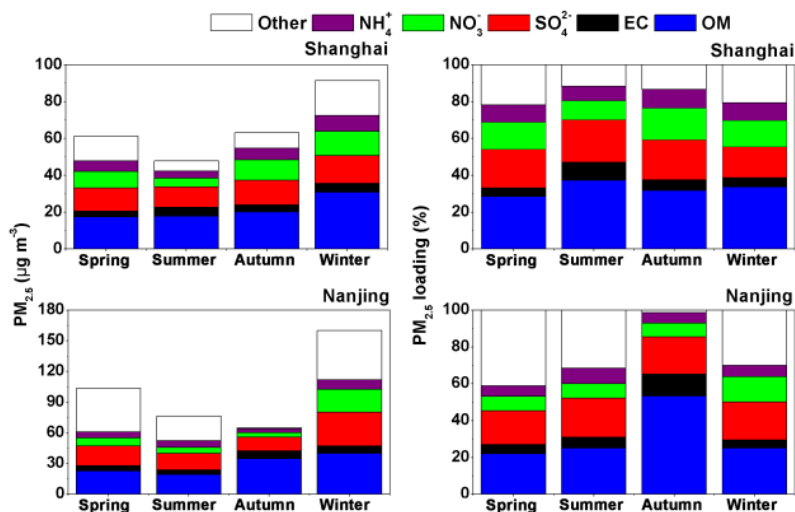 Other NH₄⁺ NO₃⁻ SO₄²⁻ EC OM
Shanghai
100
80
60
40
20
0
Spring Summer Autumn Winter
Shanghai
100
80
60
40
20
0
Spring Summer Autumn Winter
PM₂.₅ (µg m⁻³)
PM₂.₅ loading (%)
Nanjing
180
150
120
90
60
30
0
Spring Summer Autumn Winter
Nanjing
100
80
60
40
20
0
Spring Summer Autumn Winter